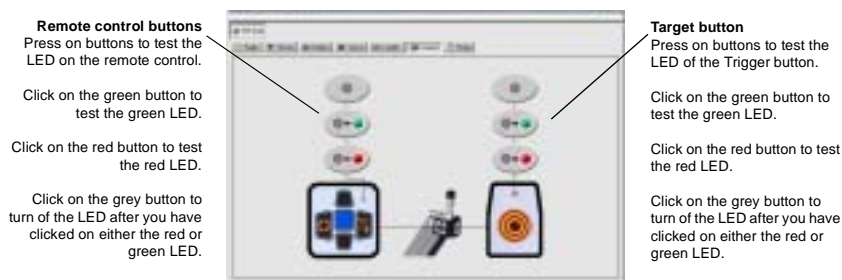 Remote control buttons
Press on buttons to test the
LED on the remote control.
Click on the green button to
test the green LED.
Click on the red button to test
the red LED.
Click on the grey button to
turn of the LED after you have
clicked on either the red or
green LED.
Target button
Press on buttons to test the
LED of the Trigger button.
Click on the green button to
test the green LED.
Click on the red button to test
the red LED.
Click on the grey button to
turn of the LED after you have
clicked on either the red or
green LED.